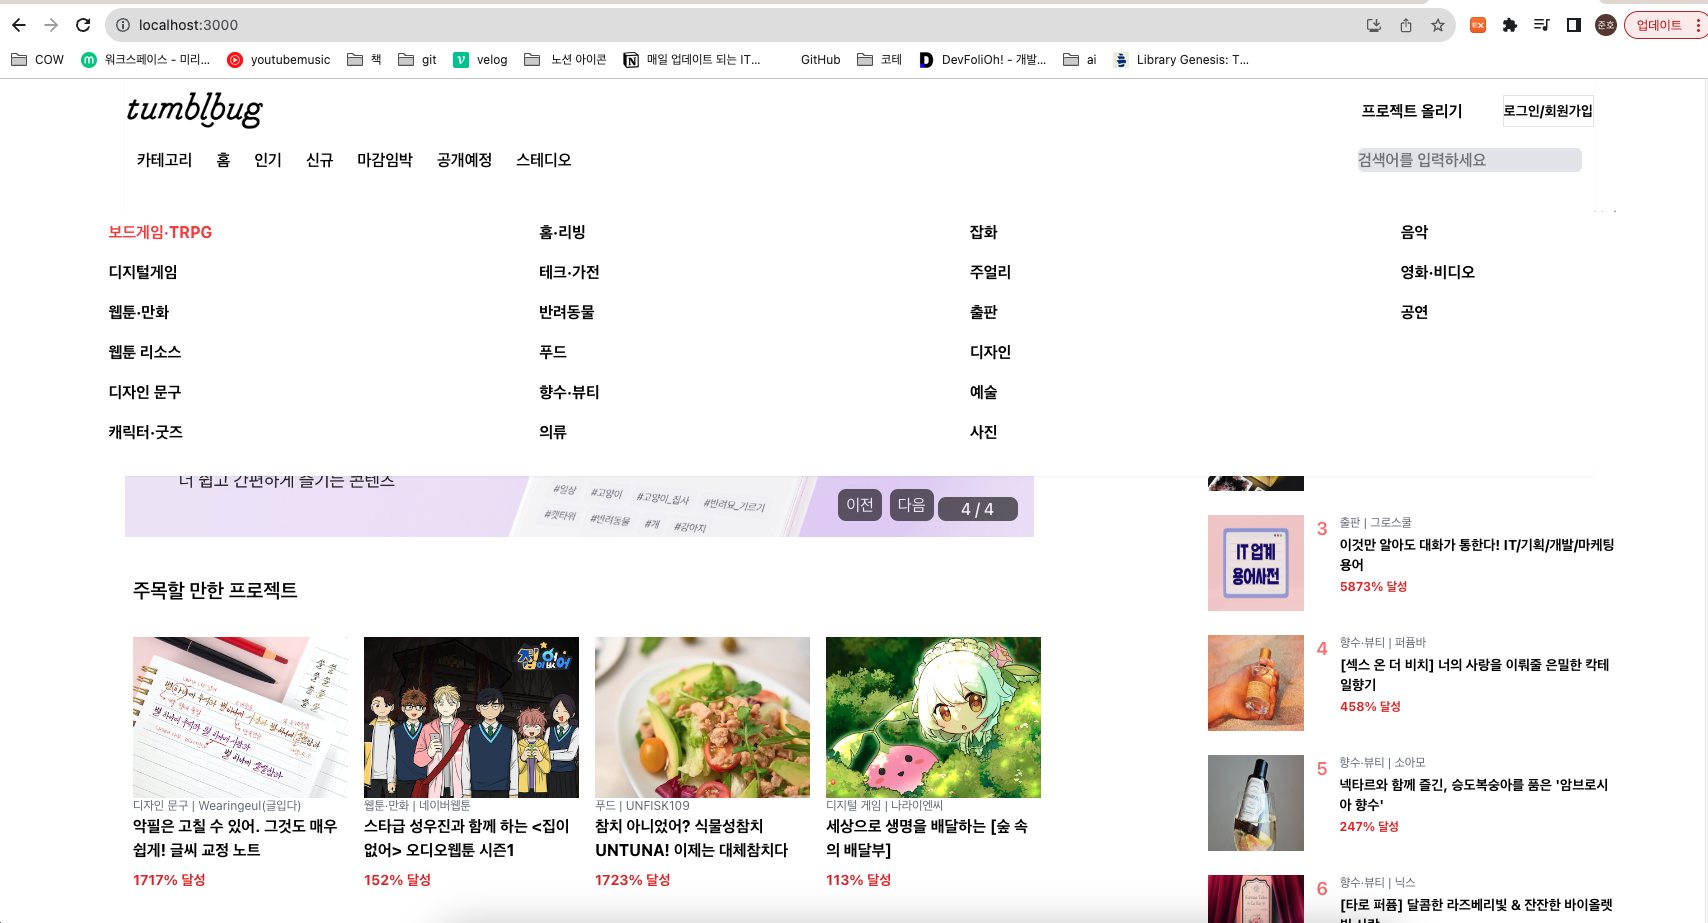 localhost:3000
업데이트
COW
워크스페이스 - 미리...
youtubemusic
책
git
velog
노션 아이콘
매일 업데이트 되는 IT...
GitHub
코테
DevFoliOh! - 개발...
ai
Library Genesis: T...
tumblbug
프로젝트 올리기
로그인/회원가입
카테고리 홈 인기 신규 마감임박 공개예정 스테디오
검색어를 입력하세요
보드게임·TRPG
디지털게임
웹툰·만화
웹툰 리소스
디자인 문구
캐릭터·굿즈
홈·리빙
테크·가전
반려동물
푸드
향수·뷰티
의류
잡화
주얼리
출판
디자인
예술
사진
음악
영화·비디오
공연
더 쉽고 간편하게 즐기는 콘텐츠
#일상 #고양이 #고양이_집사 #반려묘_기르기
#캣타워 #반려동물 #개 #강아지
이전 다음 4 / 4
주목할 만한 프로젝트
디자인 문구 | Wearingeul(글입다)
악필은 고칠 수 있어. 그것도 매우
쉽게! 글씨 교정 노트
1717% 달성
집이 없어
웹툰·만화 | 네이버웹툰
스타급 성우진과 함께 하는 <집이
없어> 오디오웹툰 시즌1
152% 달성
푸드 | UNFISK109
참치 아니었어? 식물성참치
UNTUNA! 이제는 대체참치다
1723% 달성
디지털 게임 | 나라이엔씨
세상으로 생명을 배달하는 [숲 속
의 배달부]
113% 달성
IT 업계
용어사전
3
출판 | 그로스쿨
이것만 알아도 대화가 통한다! IT/기획/개발/마케팅
용어
5873% 달성
4
향수·뷰티 | 퍼퓸바
[섹스 온 더 비치] 너의 사랑을 이뤄줄 은밀한 칵테
일향기
458% 달성
5
향수·뷰티 | 소아모
넥타르와 함께 즐긴, 승도복숭아를 품은 '암브로시
아 향수'
247% 달성
6
향수·뷰티 | 닉스
[타로 퍼퓸] 달콤한 라즈베리빛 & 잔잔한 바이올렛